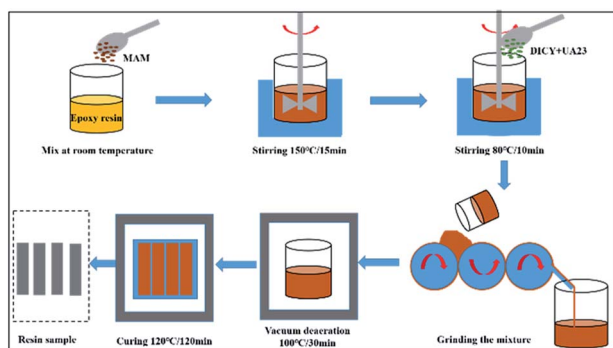 MAM
Epoxy resin
Mix at room temperature
Stirring 150℃/15min
DICY+UA23
Stirring 80℃/10min
Grinding the mixture
Vacuum deaeration
100℃/30min
Curing 120℃/120min
Resin sample